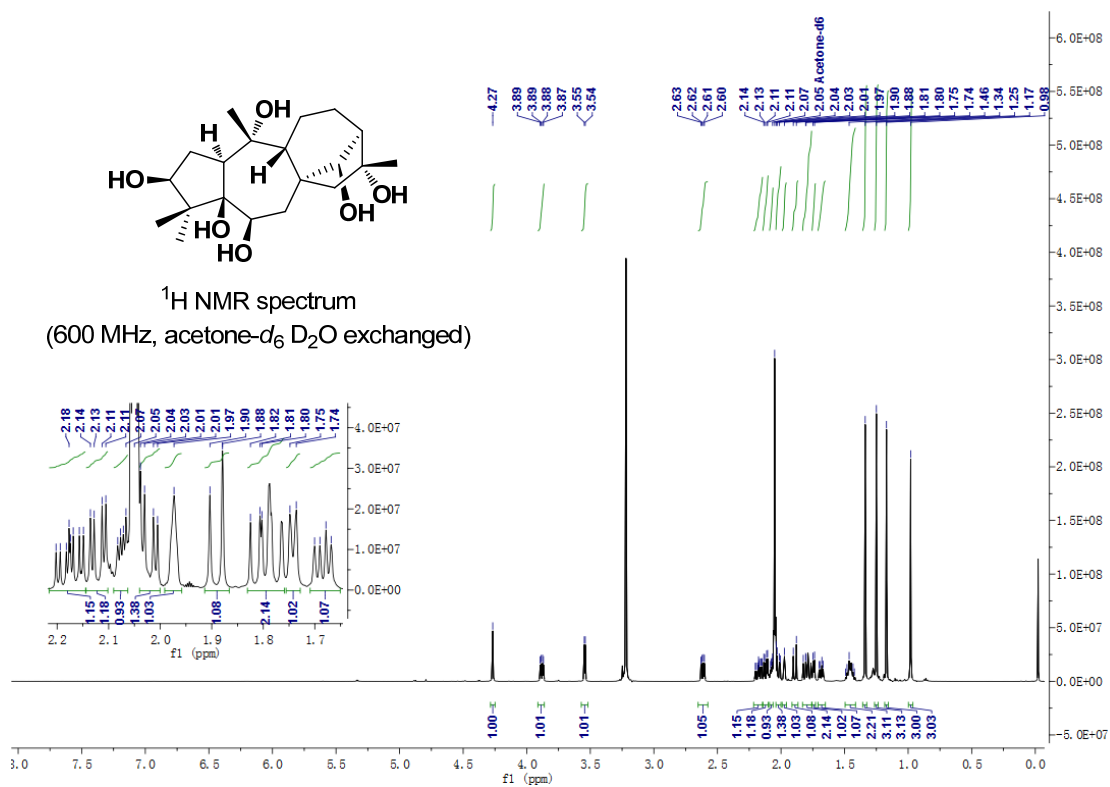 4.27
3.89
3.89
3.88
3.87
3.55
3.54
2.63
2.62
2.61
2.60
2.14
2.13
2.11
2.11
2.07
2.05 Acetone-d6
2.04
2.03
2.01
1.97
1.90
1.88
1.81
1.80
1.75
1.74
1.46
1.34
1.25
1.17
0.98
6.0E+08
5.5E+08
5.0E+08
4.5E+08
4.0E+08
3.5E+08
3.0E+08
2.5E+08
2.0E+08
1.5E+08
1.0E+08
5.0E+07
0.0E+00
-5.0E+07
OH
H
H
HO
HO
HO
OH
OH
1H NMR spectrum
(600 MHz, acetone-d6 D2O exchanged)
2.18
2.14
2.13
2.11
2.11
2.07
2.05
2.04
2.03
2.01
2.01
1.97
1.90
1.88
1.82
1.81
1.80
1.75
1.74
4.0E+07
3.0E+07
2.0E+07
1.0E+07
0.0E+00
1.15
1.18
0.93
1.38
1.03
1.08
2.14
1.02
1.07
2.2 2.1 2.0 1.9 1.8 1.7
f1 (ppm)
1.00
1.01
1.01
1.05
1.15
1.18
0.93
1.38
1.03
1.08
2.14
1.02
1.07
2.21
3.11
3.13
3.00
3.03
8.0 7.5 7.0 6.5 6.0 5.5 5.0 4.5 4.0 3.5 3.0 2.5 2.0 1.5 1.0 0.5 0.0
f1 (ppm)